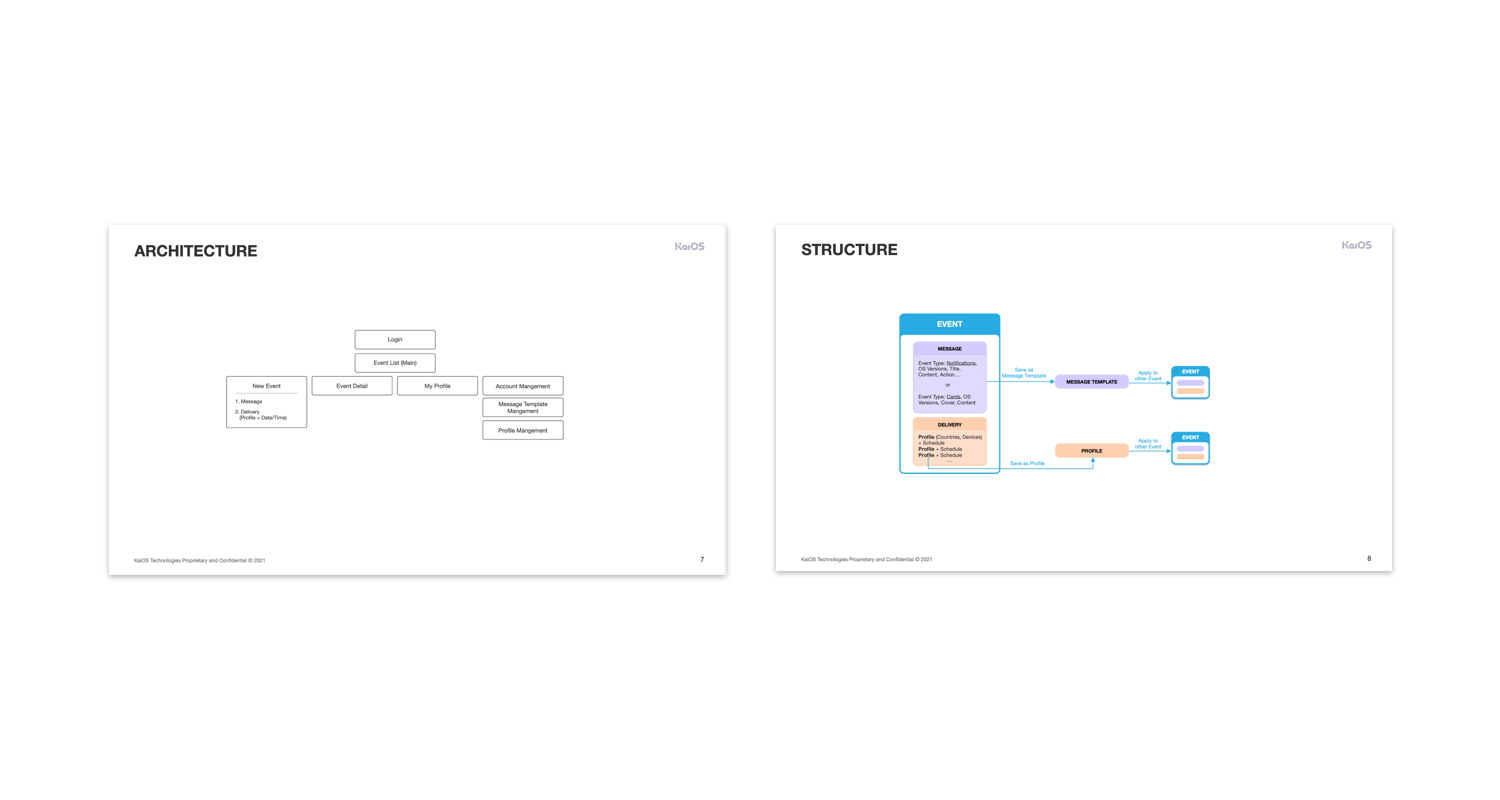 ARCHITECTURE
KaiOS
Login
Event List (Main)
New Event
1. Message
2. Delivery
(Profile + Date/Time)
Event Detail
My Profile
Account Mangement
Message Template
Mangement
Profile Mangement
KaiOS Technologies Proprietary and Confidential © 2021
7
STRUCTURE
KaiOS
EVENT
MESSAGE
Event Type: Notifications,
OS Versions, Title,
Content, Action…
or
Event Type: Cards, OS
Versions, Cover, Content
DELIVERY
Profile (Countries, Devices)
+ Schedule
Profile + Schedule
Profile + Schedule
…
Save as
Message Template
MESSAGE TEMPLATE
Apply to
other Event
EVENT
Save as Profile
PROFILE
Apply to
other Event
EVENT
KaiOS Technologies Proprietary and Confidential © 2021
8